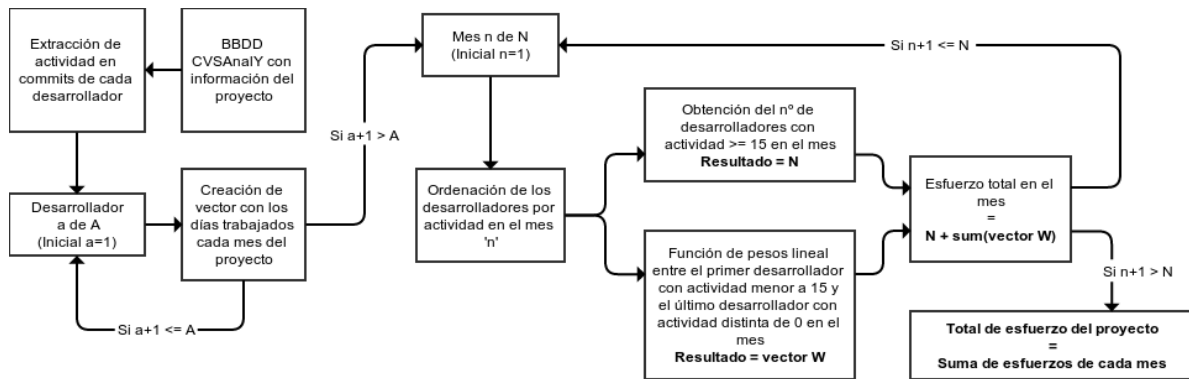 Extracción de
actividad en
commits de cada
desarrollador
BBDD
CVSAnalY con
información del
proyecto
Desarrollador
a de A
(Inicial a=1)
Creación de
vector con los
días trabajados
cada mes del
proyecto
Si a+1 <= A
Si a+1 > A
Mes n de N
(Inicial n=1)
Si n+1 <= N
Ordenación de los
desarrolladores por
actividad en el mes
'n'
Obtención del nº de
desarrolladores con
actividad >= 15 en el mes
Resultado = N
Función de pesos lineal
entre el primer desarrollador
con actividad menor a 15 y
el último desarrollador con
actividad distinta de 0 en el
mes
Resultado = vector W
Esfuerzo total en el
mes
=
N + sum(vector W)
Si n+1 > N
Total de esfuerzo del proyecto
=
Suma de esfuerzos de cada mes